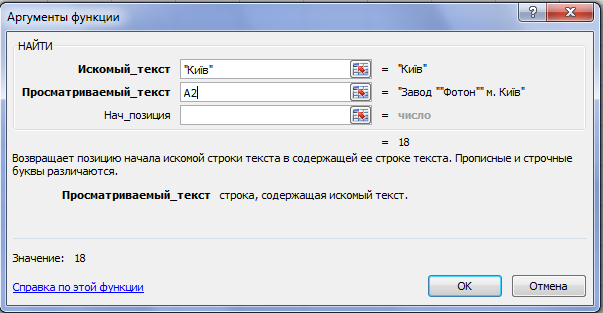 Аргументы функции
НАЙТИ
Искомый_текст "Київ" = "Київ"
Просматриваемый_текст A2 = "Завод ""Фотон"" м. Київ"
Нач_позиция = число
= 18
Возвращает позицию начала искомой строки текста в содержащей ее строке текста. Прописные и строчные
буквы различаются.
Просматриваемый_текст строка, содержащая искомый текст.
Значение: 18
Справка по этой функции
ОК
Отмена